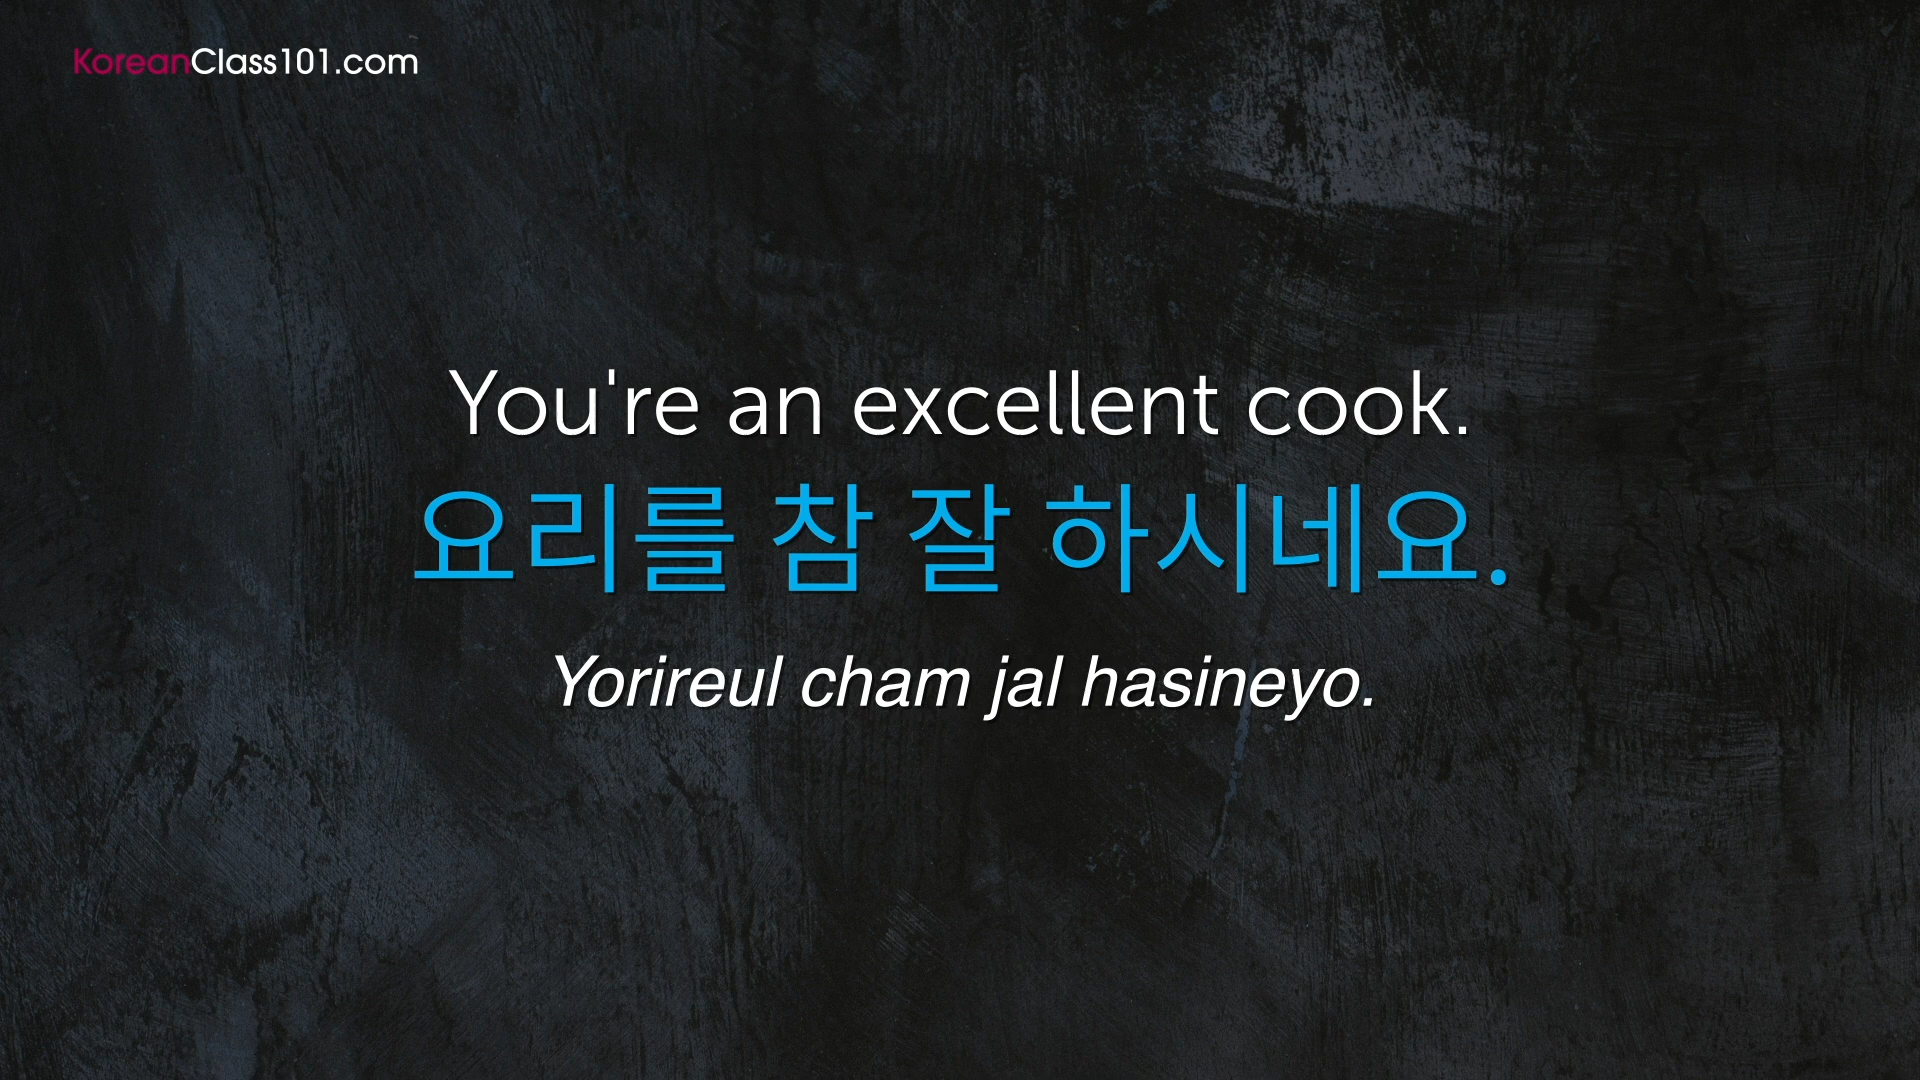 KoreanClass101.com
You're an excellent cook.
요리를 참 잘 하시네요.
Yorireul cham jal hasineyo.